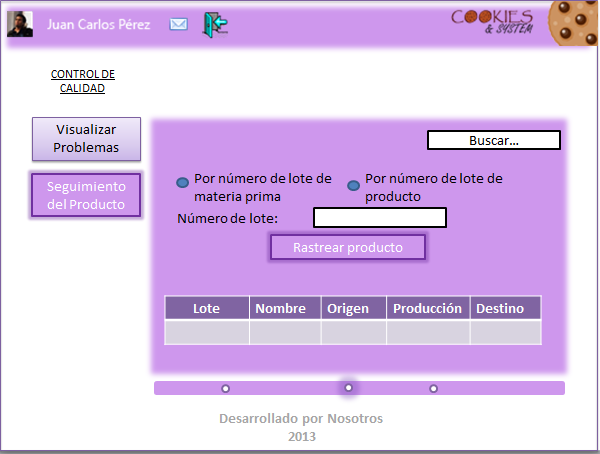 Juan Carlos Pérez
COOKIES
& SYSTEM
CONTROL DE
CALIDAD
Visualizar
Problemas
Seguimiento
del Producto
Buscar...
Por número de lote de
materia prima
Por número de lote de
producto
Número de lote:
Rastrear producto
Lote Nombre Origen Producción Destino
Desarrollado por Nosotros
2013